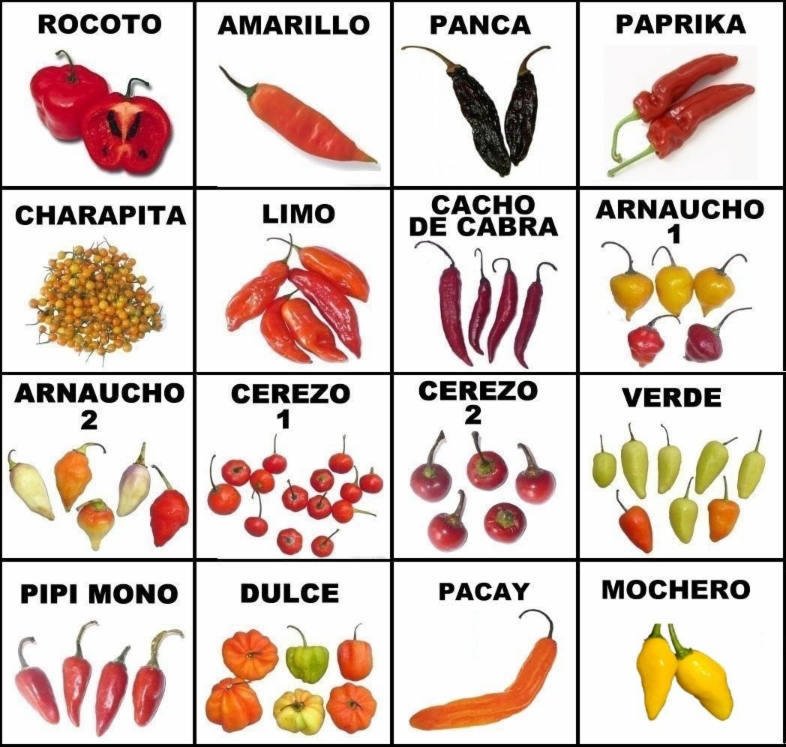 ROCOTO
AMARILLO
PANCA
PAPRIKA
CHARAPITA
LIMO
CACHO
DE CABRA
ARNAUCHO
1
ARNAUCHO
2
CEREZO
1
CEREZO
2
VERDE
PIPI MONO
DULCE
PACAY
MOCHERO